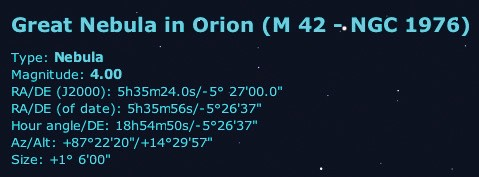 Great Nebula in Orion (M 42 - NGC 1976)
Type: Nebula
Magnitude: 4.00
RA/DE (J2000): 5h35m24.0s/-5° 27'00.0"
RA/DE (of date): 5h35m56s/-5°26'37"
Hour angle/DE: 18h54m50s/-5°26'37"
Az/Alt: +87°22'20"/+14°29'57"
Size: +1° 6'00"